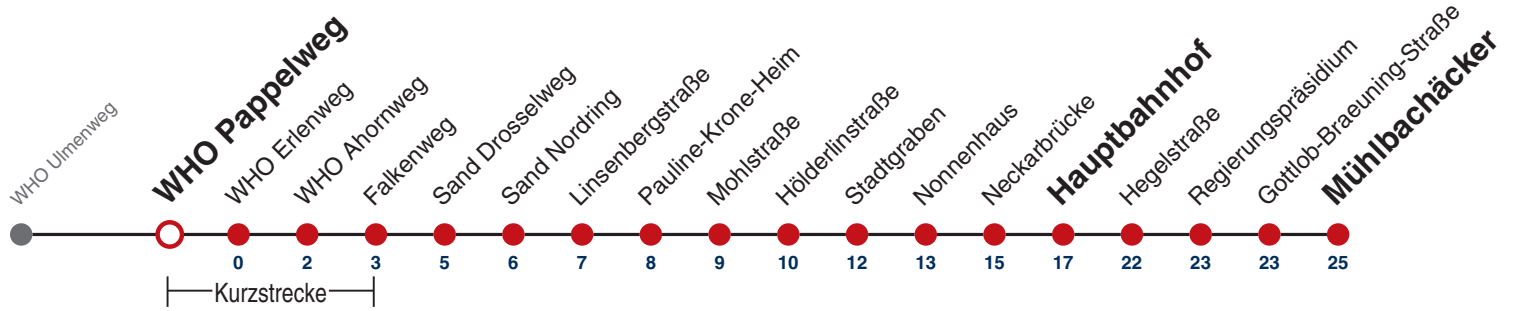 WHO Ulmenweg
WHO Pappelweg
WHO Erlenweg
WHO Ahornweg
Falkenweg
Sand Drosselweg
Sand Nordring
Linsenbergstraße
Pauline-Krone-Heim
Mohlstraße
Hölderlinstraße
Stadtgraben
Nonnenhaus
Neckarbrücke
Hauptbahnhof
Hegelstraße
Regierungspräsidium
Gottlob-Braeuning-Straße
Mühlbachäcker
0 2 3 5 6 7 8 9 10 12 13 15 17 22 23 23 25
Kurzstrecke